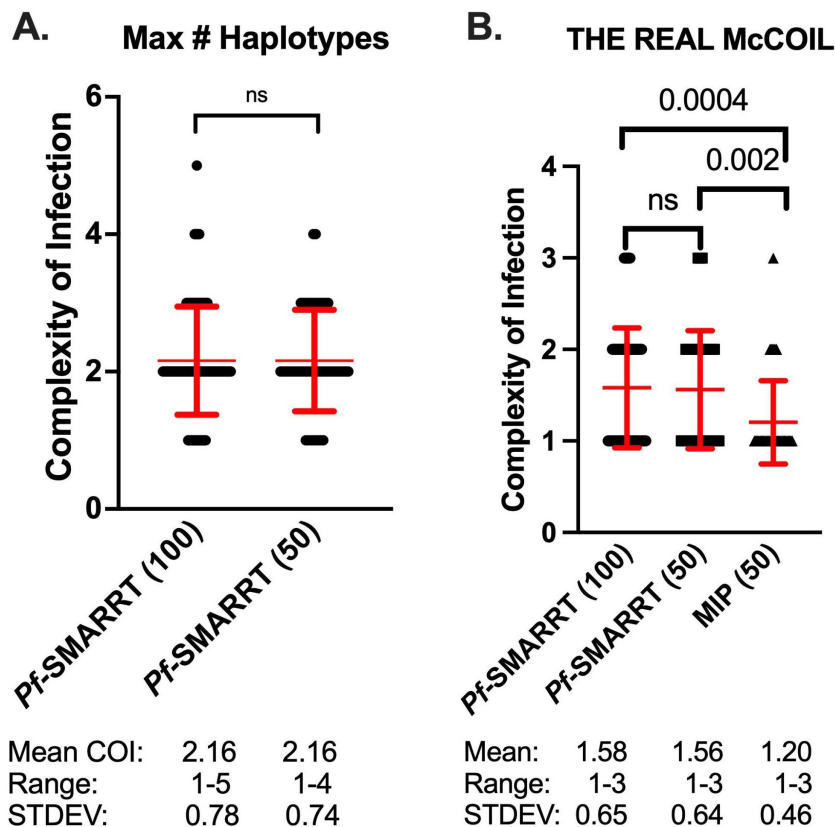 A.
Max # Haplotypes
ns
6
4
2
0
Complexity of Infection
Pf-SMARRT (100)
Pf-SMARRT (50)
Mean COI: 2.16 2.16
Range: 1-5 1-4
STDEV: 0.78 0.74
B.
THE REAL McCOIL
0.0004
0.002
ns
4
3
2
1
0
Complexity of Infection
Pf-SMARRT (100)
Pf-SMARRT (50)
MIP (50)
Mean: 1.58 1.56 1.20
Range: 1-3 1-3 1-3
STDEV: 0.65 0.64 0.46